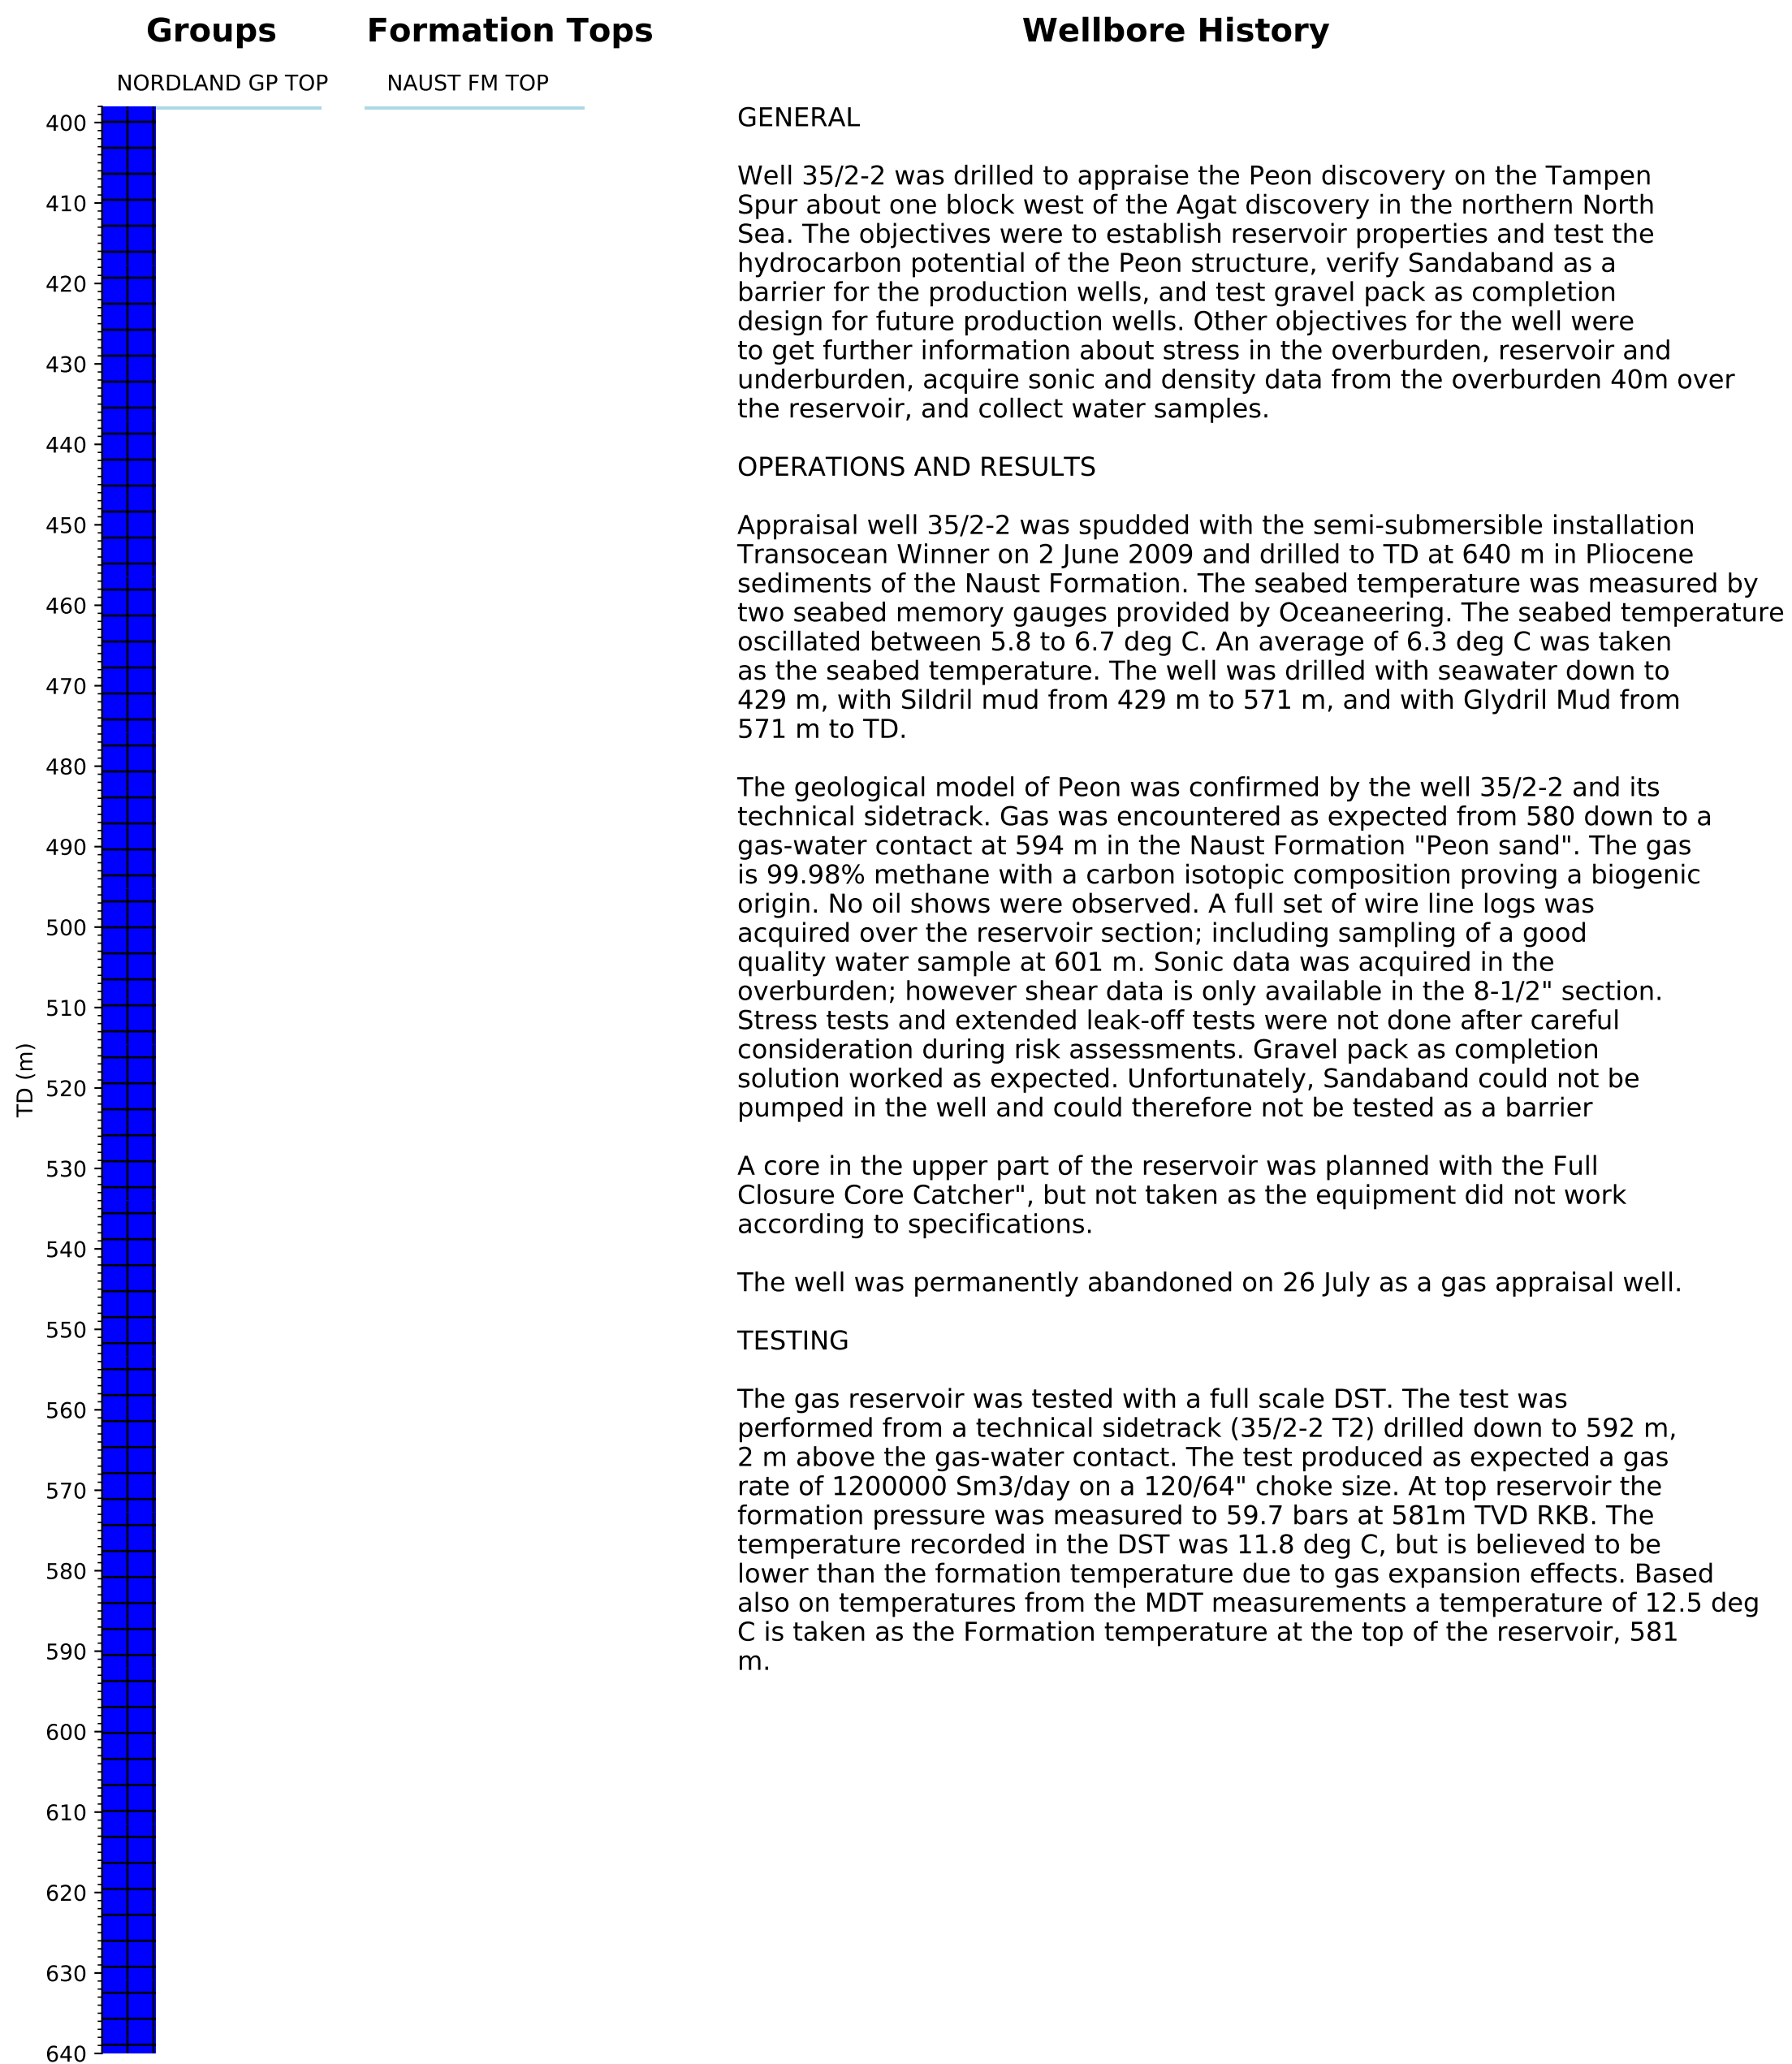 Groups
Formation Tops
Wellbore History
NORDLAND GP TOP
NAUST FM TOP
TD (m)
400
410
420
430
440
450
460
470
480
490
500
510
520
530
540
550
560
570
580
590
600
610
620
630
640
GENERAL
Well 35/2-2 was drilled to appraise the Peon discovery on the Tampen
Spur about one block west of the Agat discovery in the northern North
Sea. The objectives were to establish reservoir properties and test the
hydrocarbon potential of the Peon structure, verify Sandaband as a
barrier for the production wells, and test gravel pack as completion
design for future production wells. Other objectives for the well were
to get further information about stress in the overburden, reservoir and
underburden, acquire sonic and density data from the overburden 40m over
the reservoir, and collect water samples.
OPERATIONS AND RESULTS
Appraisal well 35/2-2 was spudded with the semi-submersible installation
Transocean Winner on 2 June 2009 and drilled to TD at 640 m in Pliocene
sediments of the Naust Formation. The seabed temperature was measured by
two seabed memory gauges provided by Oceaneering. The seabed temperature
oscillated between 5.8 to 6.7 deg C. An average of 6.3 deg C was taken
as the seabed temperature. The well was drilled with seawater down to
429 m, with Sildril mud from 429 m to 571 m, and with Glydril Mud from
571 m to TD.
The geological model of Peon was confirmed by the well 35/2-2 and its
technical sidetrack. Gas was encountered as expected from 580 down to a
gas-water contact at 594 m in the Naust Formation "Peon sand". The gas
is 99.98% methane with a carbon isotopic composition proving a biogenic
origin. No oil shows were observed. A full set of wire line logs was
acquired over the reservoir section; including sampling of a good
quality water sample at 601 m. Sonic data was acquired in the
overburden; however shear data is only available in the 8-1/2" section.
Stress tests and extended leak-off tests were not done after careful
consideration during risk assessments. Gravel pack as completion
solution worked as expected. Unfortunately, Sandaband could not be
pumped in the well and could therefore not be tested as a barrier
A core in the upper part of the reservoir was planned with the Full
Closure Core Catcher", but not taken as the equipment did not work
according to specifications.
The well was permanently abandoned on 26 July as a gas appraisal well.
TESTING
The gas reservoir was tested with a full scale DST. The test was
performed from a technical sidetrack (35/2-2 T2) drilled down to 592 m,
2 m above the gas-water contact. The test produced as expected a gas
rate of 1200000 Sm3/day on a 120/64" choke size. At top reservoir the
formation pressure was measured to 59.7 bars at 581m TVD RKB. The
temperature recorded in the DST was 11.8 deg C, but is believed to be
lower than the formation temperature due to gas expansion effects. Based
also on temperatures from the MDT measurements a temperature of 12.5 deg
C is taken as the Formation temperature at the top of the reservoir, 581
m.